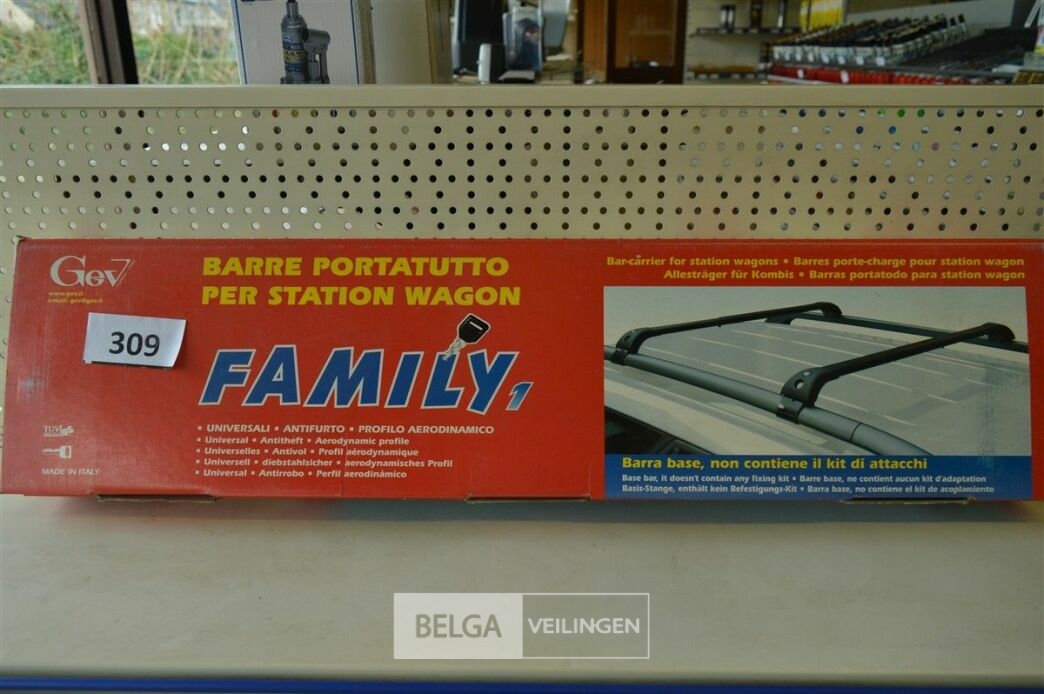 Gev
www.gev.it
e-mail: gev@gev.it
309
BARRE PORTATUTTO
PER STATION WAGON
FAMILY 1
▪ UNIVERSALI ▪ ANTIFURTO ▪ PROFILO AERODINAMICO
▪ Universal ▪ Antitheft ▪ Aerodynamic profile
▪ Universelles ▪ Antivol ▪ Profil aérodynamique
▪ Universell ▪ diebstahlsicher ▪ aerodynamisches Profil
▪ Universal ▪ Antirrobo ▪ Perfil aerodinámico
TÜV GS
MADE IN ITALY
Bar-carrier for station wagons ▪ Barres porte-charge pour station wagon
Allesträger für Kombis ▪ Barras portatodo para station wagon
Barra base, non contiene il kit di attacchi
Base bar, it doesn't contain any fixing kit ▪ Barre base, ne contient aucun kit d'adaptation
Basis-Stange, enthält kein Befestigungs-Kit ▪ Barra base, no contiene el kit de acoplamiento
BELGA VEILINGEN